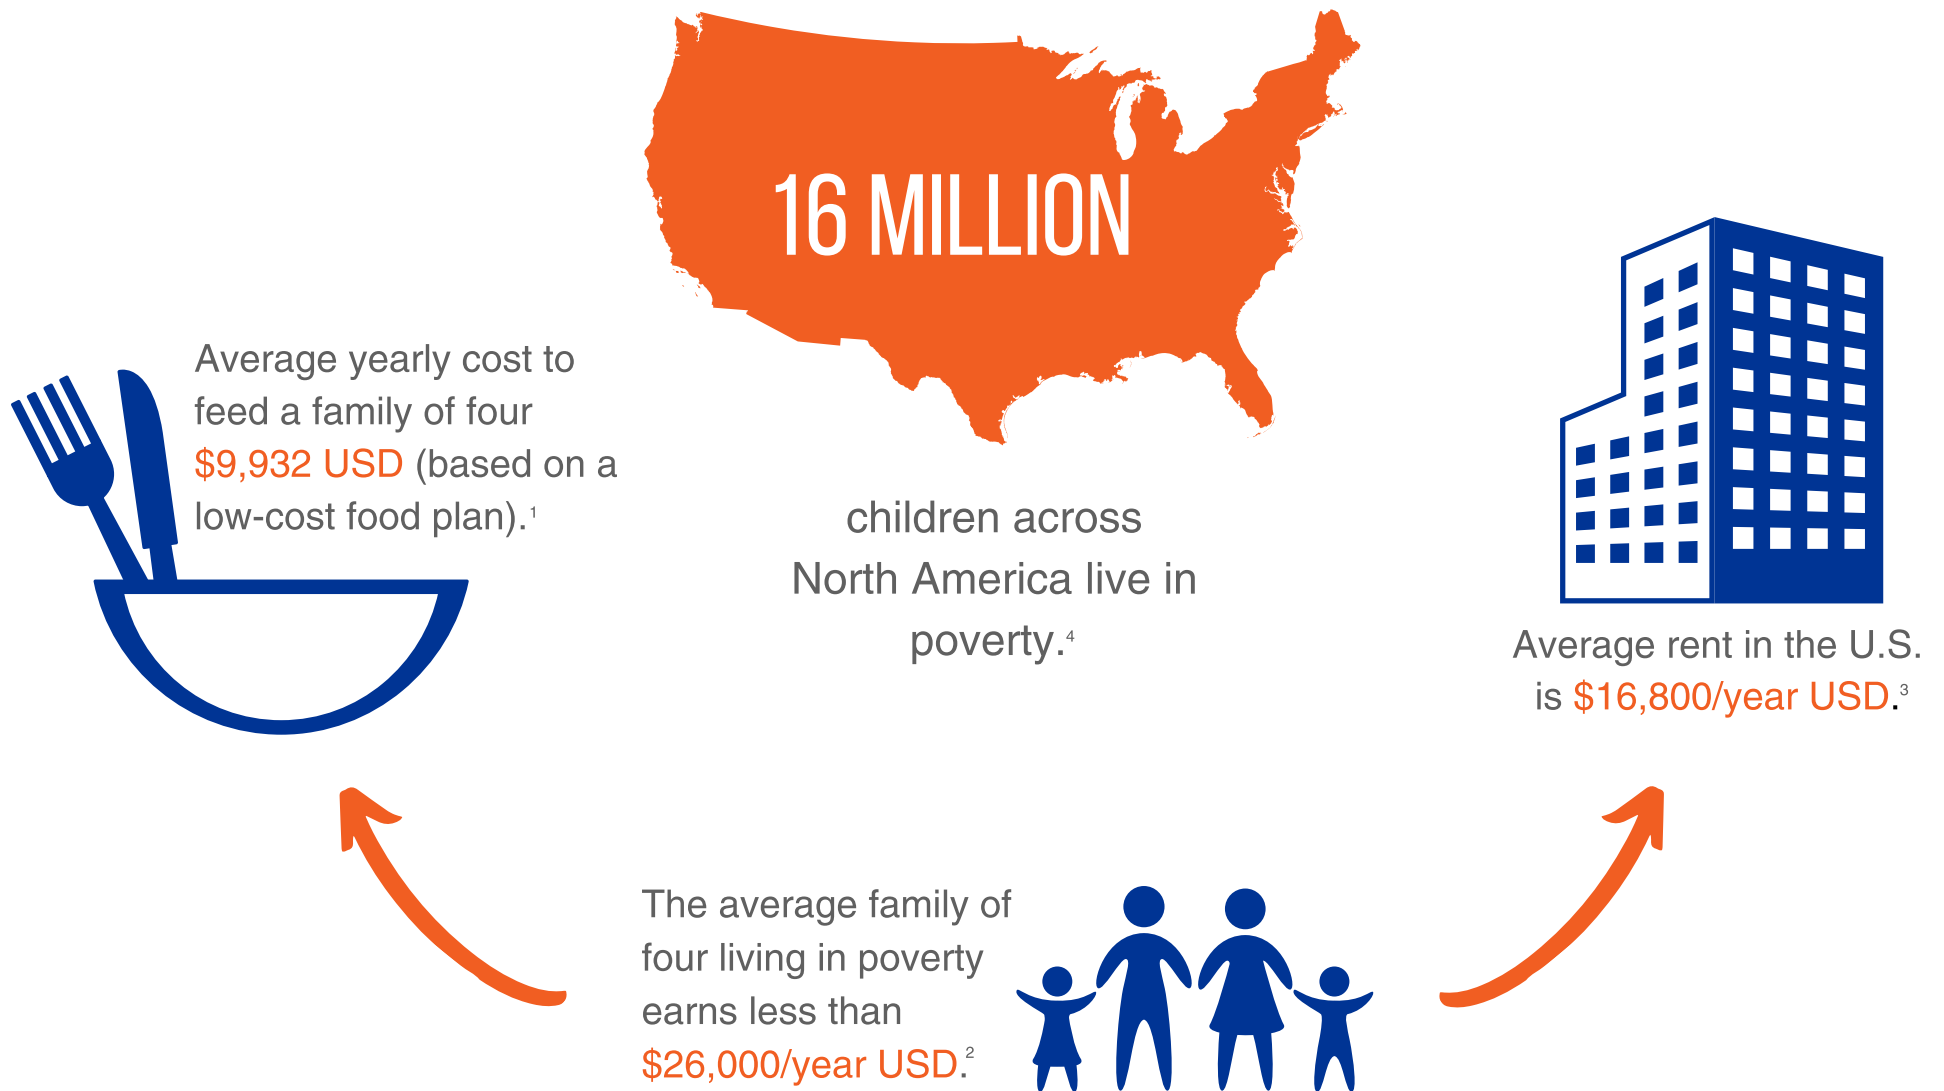 16 MILLION
children across
North America live in
poverty.⁴
Average yearly cost to
feed a family of four
$9,932 USD (based on a
low-cost food plan).¹
Average rent in the U.S.
is $16,800/year USD.³
The average family of
four living in poverty
earns less than
$26,000/year USD.²